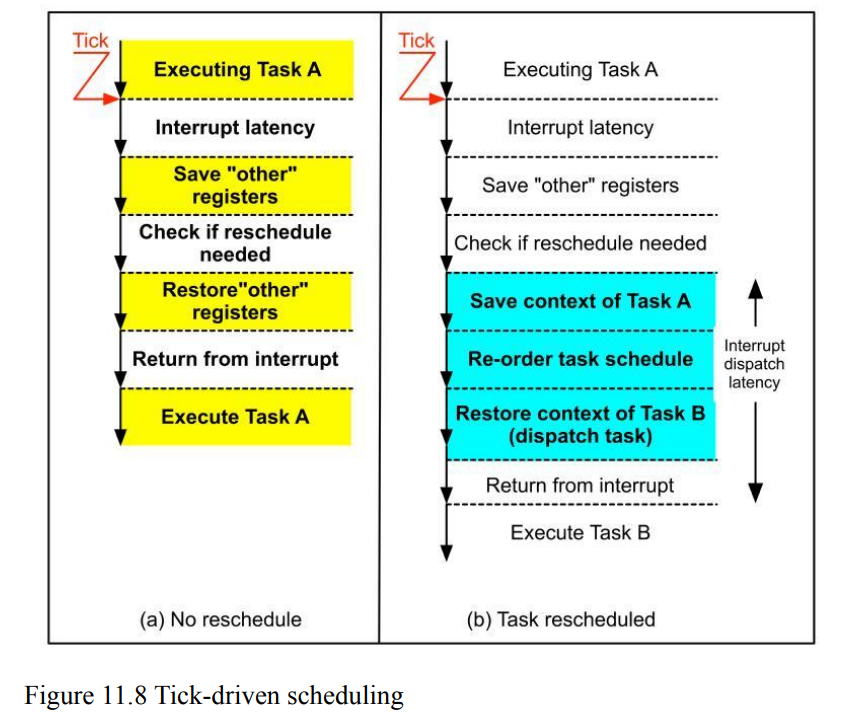 Tick
Executing Task A
Interrupt latency
Save "other"
registers
Check if reschedule
needed
Restore"other"
registers
Return from interrupt
Execute Task A
(a) No reschedule
Tick
Executing Task A
Interrupt latency
Save "other" registers
Check if reschedule needed
Save context of Task A
Re-order task schedule
Restore context of Task B
(dispatch task)
Return from interrupt
Execute Task B
Interrupt
dispatch
latency
(b) Task rescheduled
Figure 11.8 Tick-driven scheduling